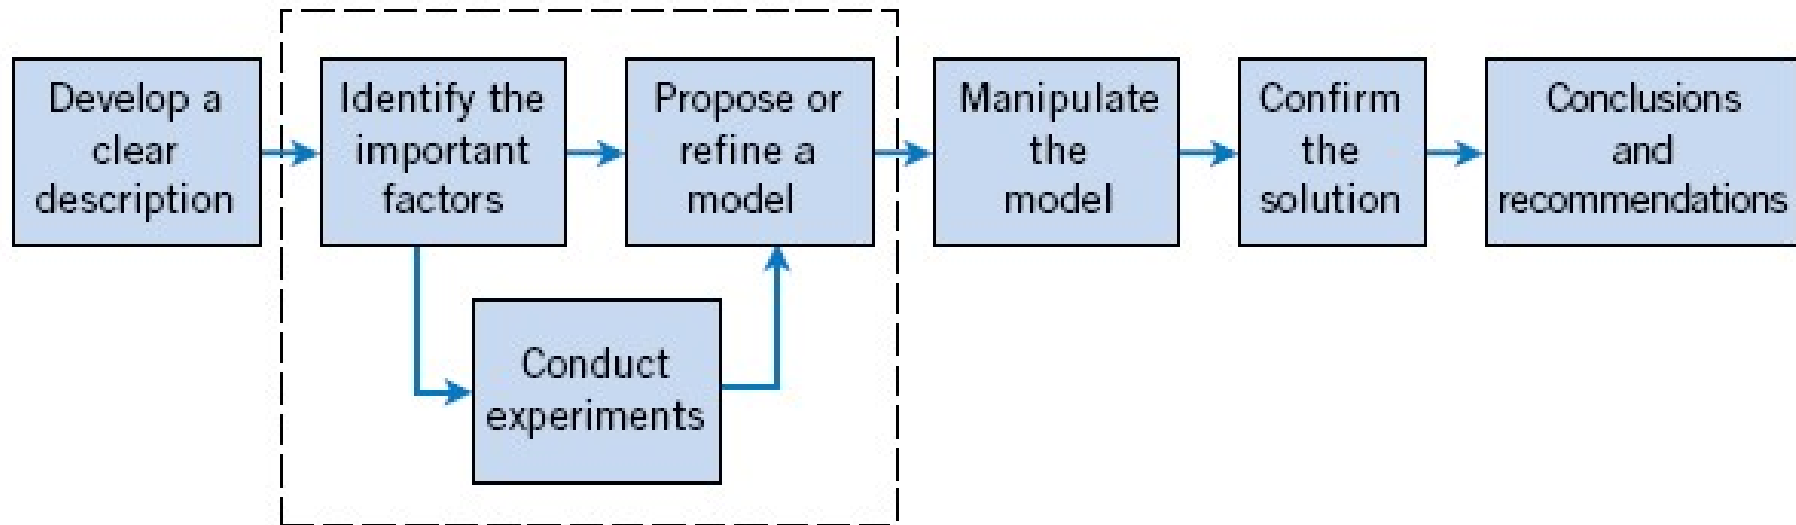 Develop a
clear
description
Identify the
important
factors
Propose or
refine a
model
Manipulate
the
model
Confirm
the
solution
Conclusions
and
recommendations
Conduct
experiments